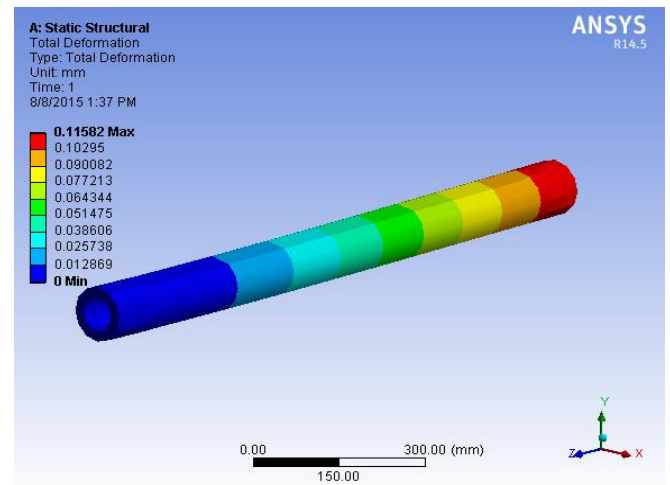 A: Static Structural
Total Deformation
Type: Total Deformation
Unit: mm
Time: 1
8/8/2015 1:37 PM
ANSYS
R14.5
0.11582 Max
0.10295
0.090082
0.077213
0.064344
0.051475
0.038606
0.025738
0.012869
0 Min
0.00
300.00 (mm)
150.00
Y
Z
X